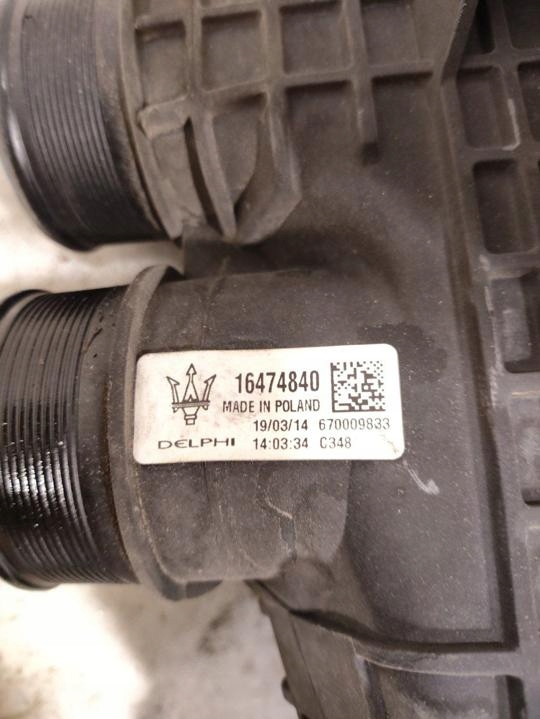 16474840
MADE IN POLAND
19/03/14 670009833
DELPHI 14:03:34 C348